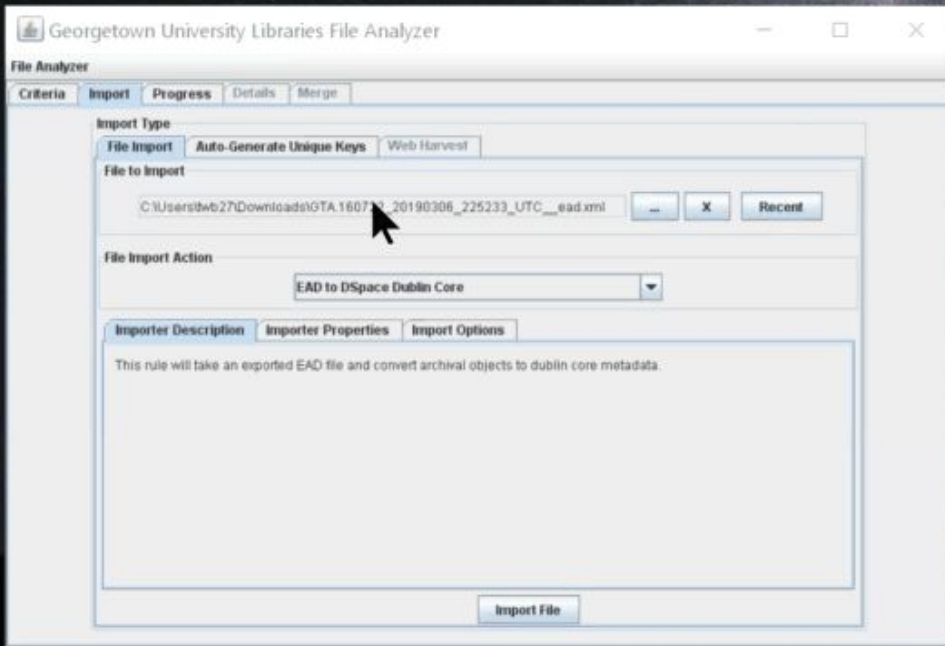 Georgetown University Libraries File Analyzer
File Analyzer
Criteria Import Progress Details Merge
Import Type
File Import Auto-Generate Unique Keys Web Harvest
File to Import
_20190306_225233_UTC__ead.xml ... X Recent
File Import Action
EAD to DSpace Dublin Core
Importer Description Importer Properties Import Options
This rule will take an exported EAD file and convert archival objects to dublin core metadata.
Import File